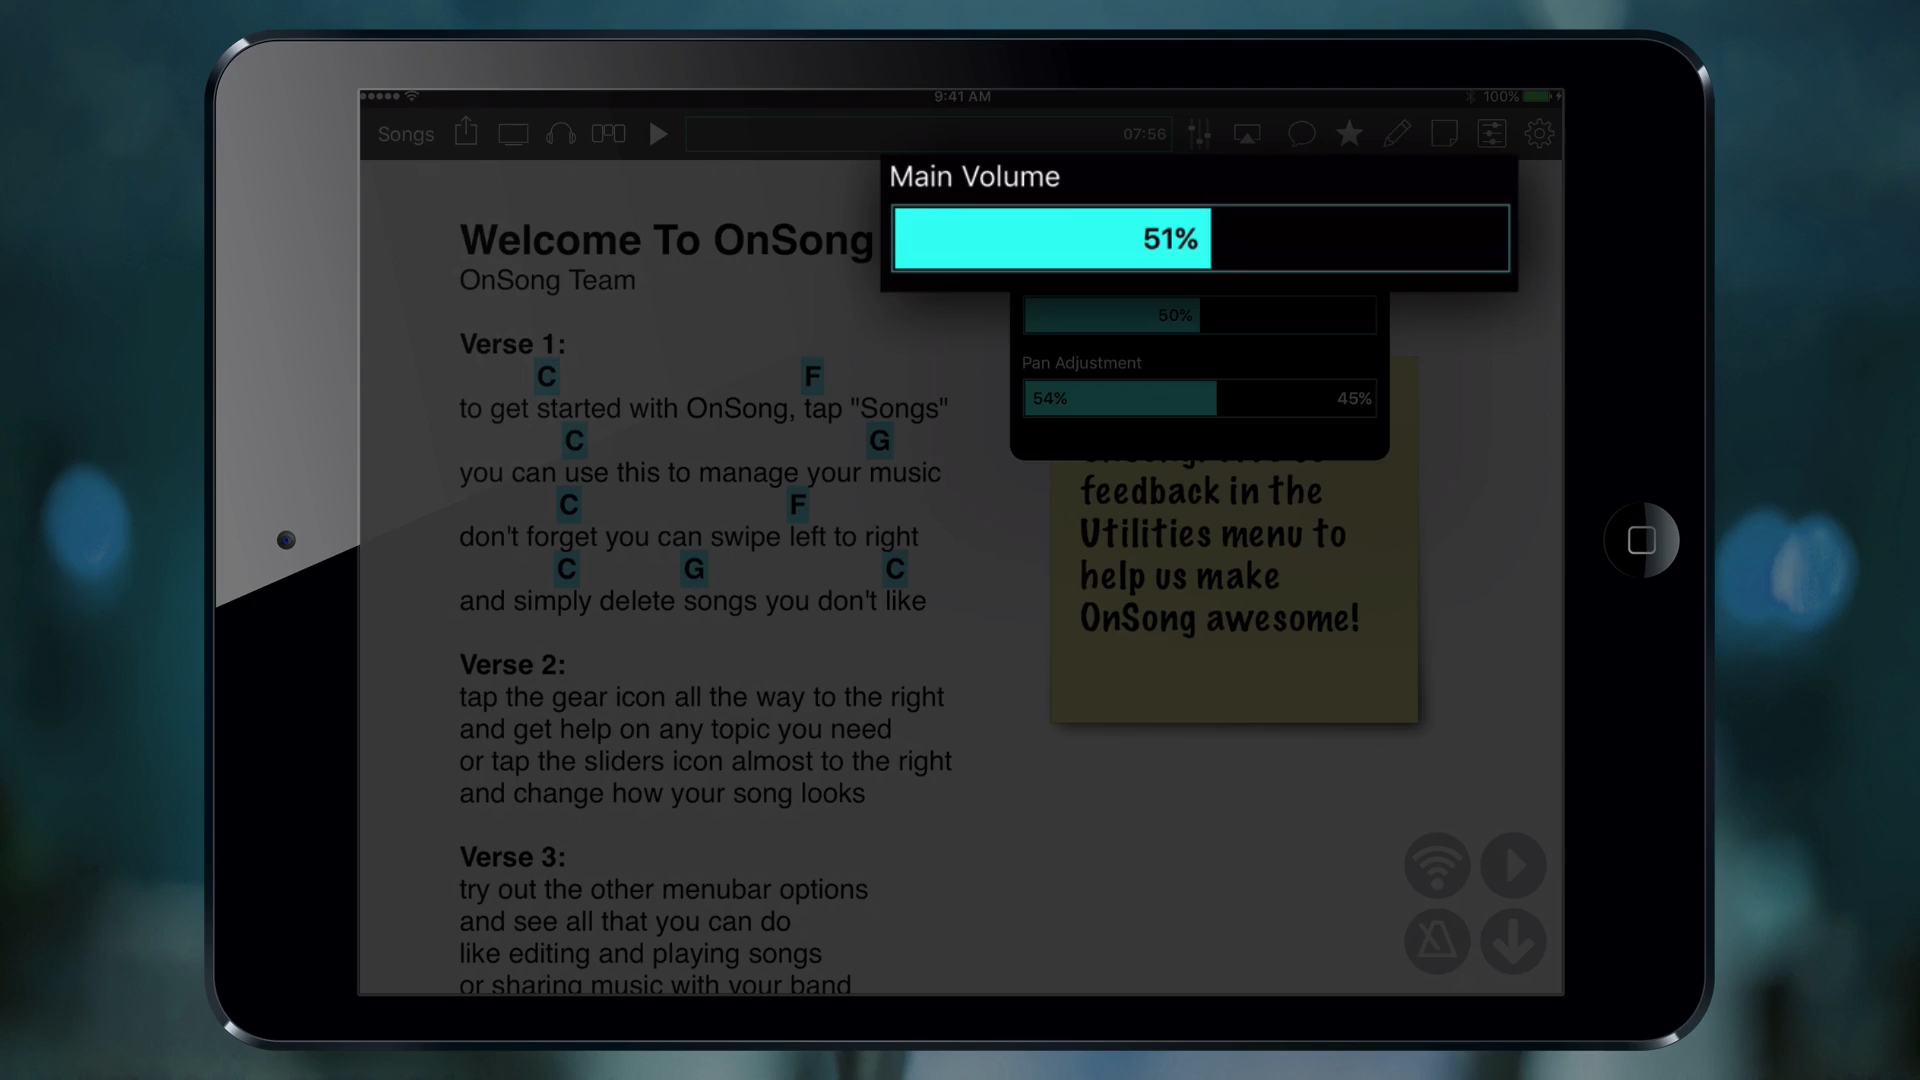 9:41 AM
100%
Songs
07:56
Main Volume
51%
50%
Pan Adjustment
54% 45%
Welcome To OnSong
OnSong Team
Verse 1:
C F
to get started with OnSong, tap "Songs"
C G
you can use this to manage your music
C F
don't forget you can swipe left to right
C G C
and simply delete songs you don't like
Verse 2:
tap the gear icon all the way to the right
and get help on any topic you need
or tap the sliders icon almost to the right
and change how your song looks
Verse 3:
try out the other menubar options
and see all that you can do
like editing and playing songs
or sharing music with your band
feedback in the
Utilities menu to
help us make
OnSong awesome!